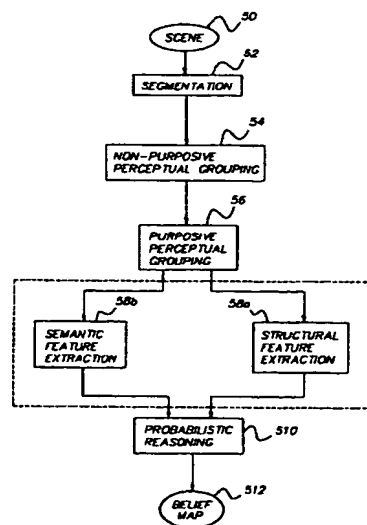 50
SCENE
52
SEGMENTATION
54
NON-PURPOSIVE
PERCEPTUAL GROUPING
56
PURPOSIVE
PERCEPTUAL
GROUPING
58b
SEMANTIC
FEATURE
EXTRACTION
58a
STRUCTURAL
FEATURE
EXTRACTION
PROBABILISTIC
REASONING
510
512
BELIEF
MAP